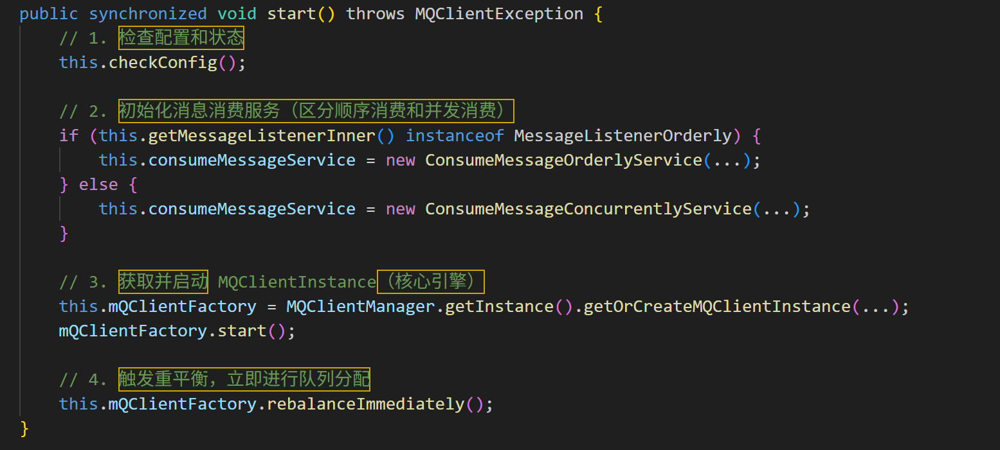 public synchronized void start() throws MQClientException {
    // 1. 检查配置和状态
    this.checkConfig();

    // 2. 初始化消息消费服务（区分顺序消费和并发消费）
    if (this.getMessageListenerInner() instanceof MessageListenerOrderly) {
        this.consumeMessageService = new ConsumeMessageOrderlyService(...);
    } else {
        this.consumeMessageService = new ConsumeMessageConcurrentlyService(...);
    }

    // 3. 获取并启动 MQClientInstance（核心引擎）
    this.mQClientFactory = MQClientManager.getInstance().getOrCreateMQClientInstance(...);
    mQClientFactory.start();

    // 4. 触发重平衡，立即进行队列分配
    this.mQClientFactory.rebalanceImmediately();
}